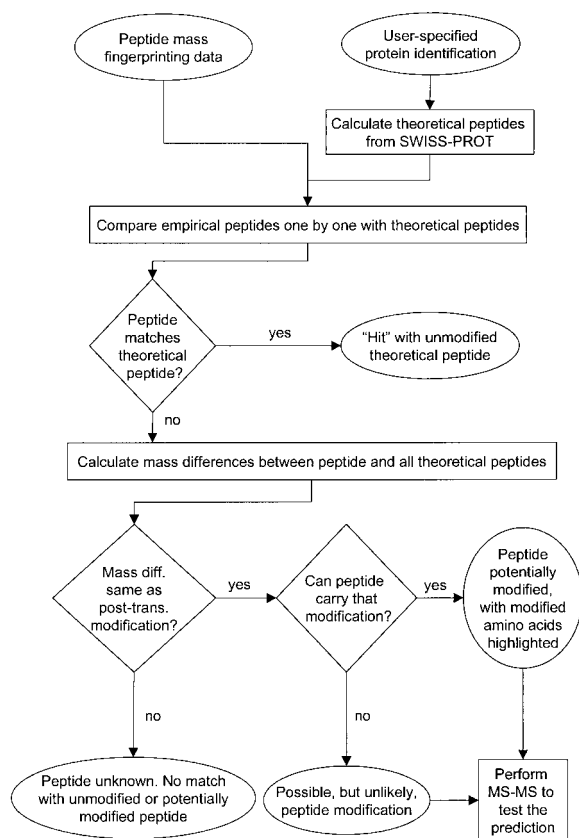 Peptide mass
fingerprinting data
User-specified
protein identification
Calculate theoretical peptides
from SWISS-PROT
Compare empirical peptides one by one with theoretical peptides
Peptide
matches
theoretical
peptide?
yes
"Hit" with unmodified
theoretical peptide
no
Calculate mass differences between peptide and all theoretical peptides
Mass diff.
same as
post-trans.
modification?
yes
Can peptide
carry that
modification?
yes
Peptide
potentially
modified,
with modified
amino acids
highlighted
no
no
Peptide unknown. No match
with unmodified or potentially
modified peptide
Possible, but unlikely,
peptide modification
Perform
MS-MS to
test the
prediction